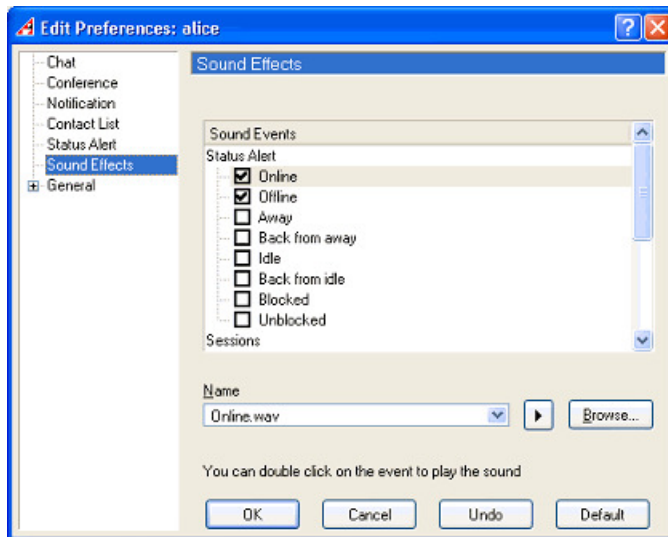 Edit Preferences: alice
Chat
Conference
Notification
Contact List
Status Alert
Sound Effects
General
Sound Effects
Sound Events
Status Alert
Online
Offline
Away
Back from away
Idle
Back from idle
Blocked
Unblocked
Sessions
Name
Online.wav
Browse...
You can double click on the event to play the sound
OK Cancel Undo Default